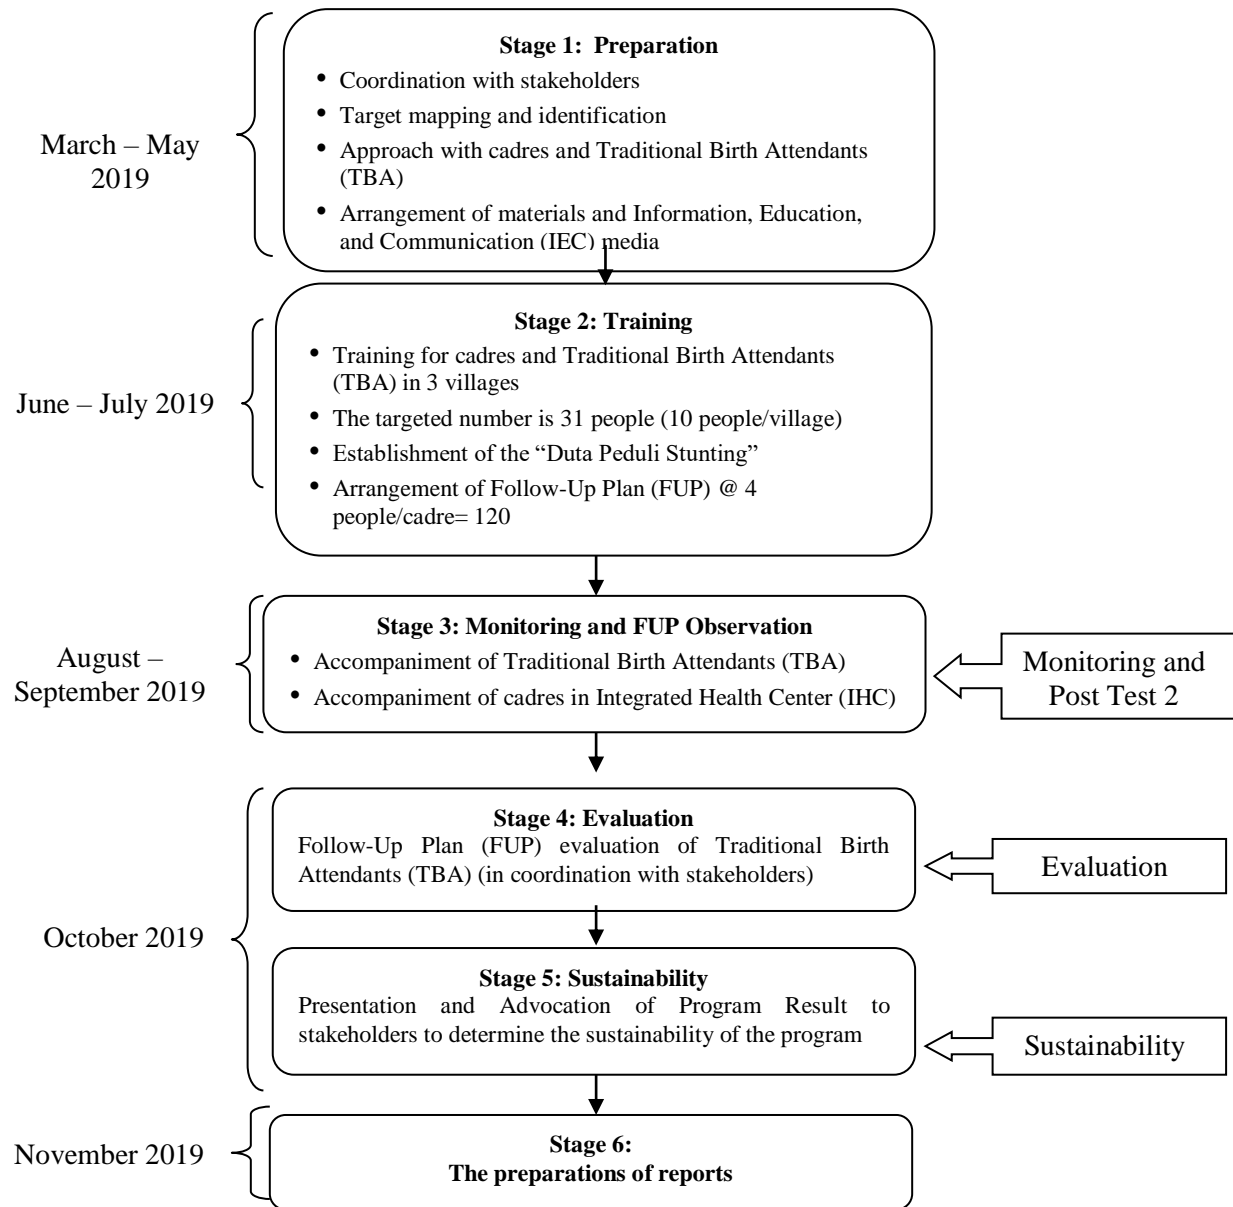 March – May
2019
Stage 1:  Preparation
• Coordination with stakeholders
• Target mapping and identification
• Approach with cadres and Traditional Birth Attendants
(TBA)
• Arrangement of materials and Information, Education,
and Communication (IEC) media
June – July 2019
Stage 2: Training
• Training for cadres and Traditional Birth Attendants
(TBA) in 3 villages
• The targeted number is 31 people (10 people/village)
• Establishment of the “Duta Peduli Stunting”
• Arrangement of Follow-Up Plan (FUP) @ 4
people/cadre= 120
August –
September 2019
Stage 3: Monitoring and FUP Observation
• Accompaniment of Traditional Birth Attendants (TBA)
• Accompaniment of cadres in Integrated Health Center (IHC)
Monitoring and
Post Test 2
October 2019
Stage 4: Evaluation
Follow-Up Plan (FUP) evaluation of Traditional Birth
Attendants (TBA) (in coordination with stakeholders)
Evaluation
Stage 5: Sustainability
Presentation and Advocation of Program Result to
stakeholders to determine the sustainability of the program
Sustainability
November 2019
Stage 6:
The preparations of reports